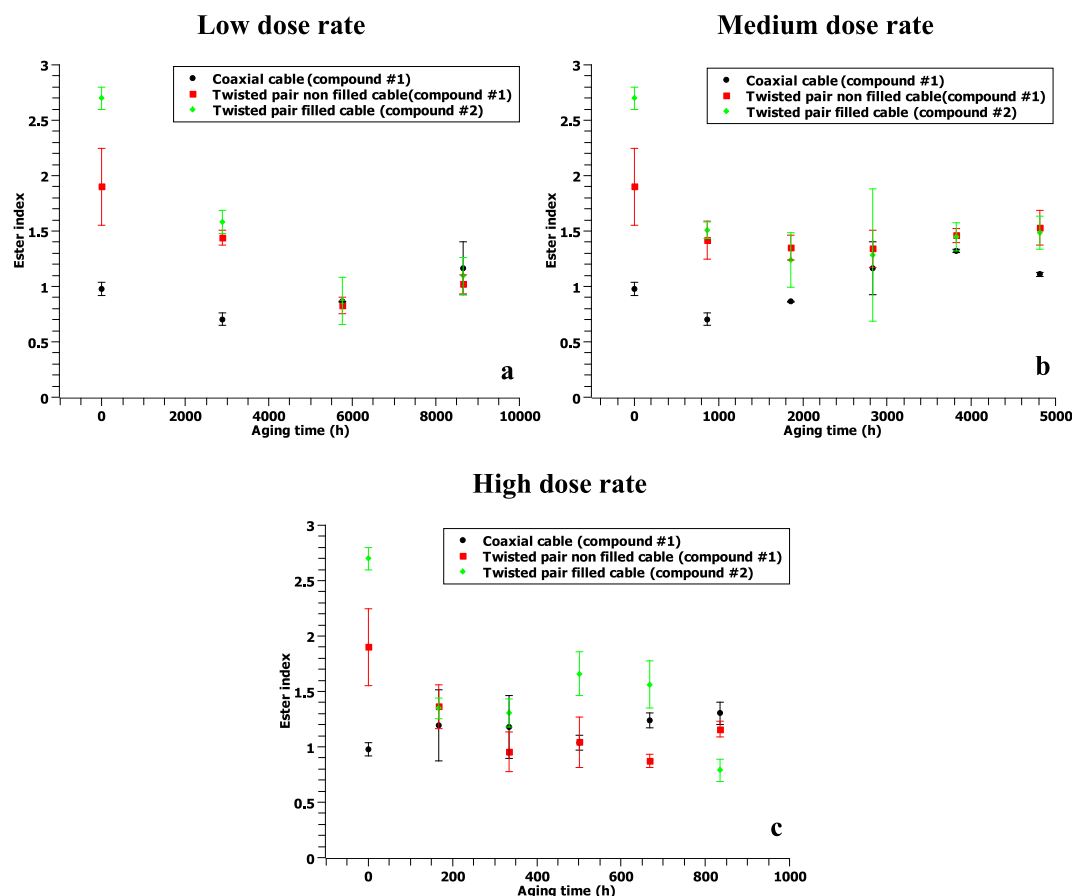 Low dose rate
3
2.5
2
1.5
1
0.5
0
Ester index
Coaxial cable (compound #1)
Twisted pair non filled cable(compound #1)
Twisted pair filled cable (compound #2)
a
0 2000 4000 6000 8000 10000
Aging time (h)
Medium dose rate
3
2.5
2
1.5
1
0.5
0
Ester index
Coaxial cable (compound #1)
Twisted pair non filled cable(compound #1)
Twisted pair filled cable (compound #2)
b
0 1000 2000 3000 4000 5000
Aging time (h)
High dose rate
3
2.5
2
1.5
1
0.5
0
Ester index
Coaxial cable (compound #1)
Twisted pair non filled cable (compound #1)
Twisted pair filled cable (compound #2)
c
0 200 400 600 800 1000
Aging time (h)